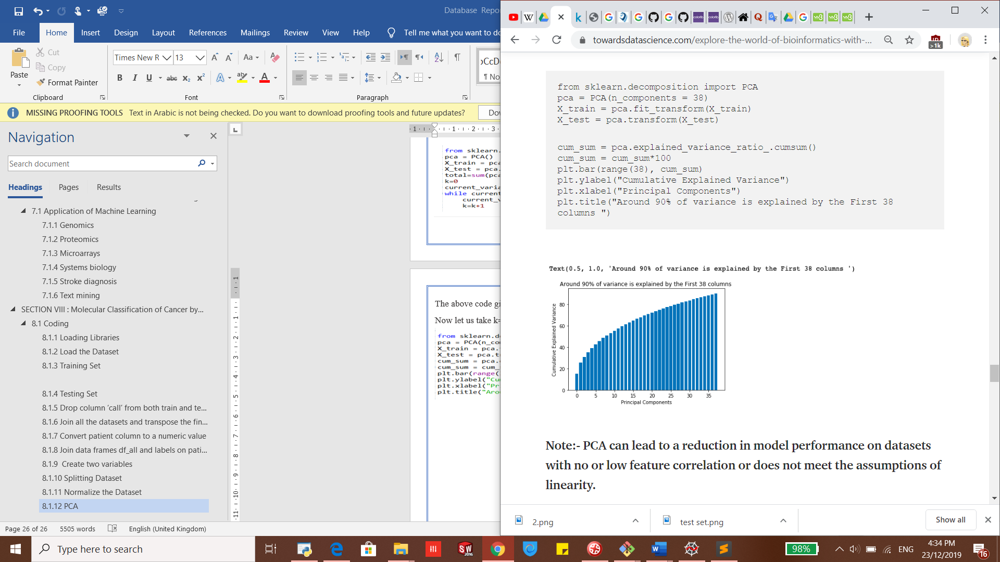 Database Repo
File Home Insert Design Layout References Mailings Review View Help Tell me what you want to do
Paste
Cut
Copy
Format Painter
Clipboard
Times New R 13
Font
Paragraph
¶ No
MISSING PROOFING TOOLS Text in Arabic is not being checked. Do you want to download proofing tools and future updates?
Navigation
Search document
Headings Pages Results
7.1 Application of Machine Learning
7.1.1 Genomics
7.1.2 Proteomics
7.1.3 Microarrays
7.1.4 Systems biology
7.1.5 Stroke diagnosis
7.1.6 Text mining
SECTION VIII : Molecular Classification of Cancer by...
8.1 Coding
8.1.1 Loading Libraries
8.1.2 Load the Dataset
8.1.3 Training Set
8.1.4 Testing Set
8.1.5 Drop column ‘call’ from both train and te...
8.1.6 Join all the datasets and transpose the fin...
8.1.7 Convert patient column to a numeric value
8.1.8 Join data frames df_all and labels on pati...
8.1.9 Create two variables
8.1.10 Splitting Dataset
8.1.11 Normalize the Dataset
8.1.12 PCA
from sklearn.
pca = PCA()
X_train = pca
X_test = pca.
total=sum(pca
k=0
current_varia
while current
current_v
k=k+1
The above code gi
Now let us take k=
from sklearn.de
pca = PCA(n_co
X_train = pca.
X_test = pca.t
cum_sum = pca.
cum_sum = cum_
plt.bar(range(
plt.ylabel("Cu
plt.xlabel("Pr
plt.title("Aro
Page 26 of 26 5505 words English (United Kingdom)
towardsdatascience.com/explore-the-world-of-bioinformatics-with-...
>1k
from sklearn.decomposition import PCA
pca = PCA(n_components = 38)
X_train = pca.fit_transform(X_train)
X_test = pca.transform(X_test)
cum_sum = pca.explained_variance_ratio_.cumsum()
cum_sum = cum_sum*100
plt.bar(range(38), cum_sum)
plt.ylabel("Cumulative Explained Variance")
plt.xlabel("Principal Components")
plt.title("Around 90% of variance is explained by the First 38
columns ")
Text(0.5, 1.0, 'Around 90% of variance is explained by the First 38 columns ')
Around 90% of variance is explained by the First 38 columns
Cumulative Explained Variance
80
60
40
20
0
0 5 10 15 20 25 30 35
Principal Components
Note:- PCA can lead to a reduction in model performance on datasets
with no or low feature correlation or does not meet the assumptions of
linearity.
2.png
test set.png
Show all
Type here to search
98%
ENG
4:34 PM
23/12/2019
16